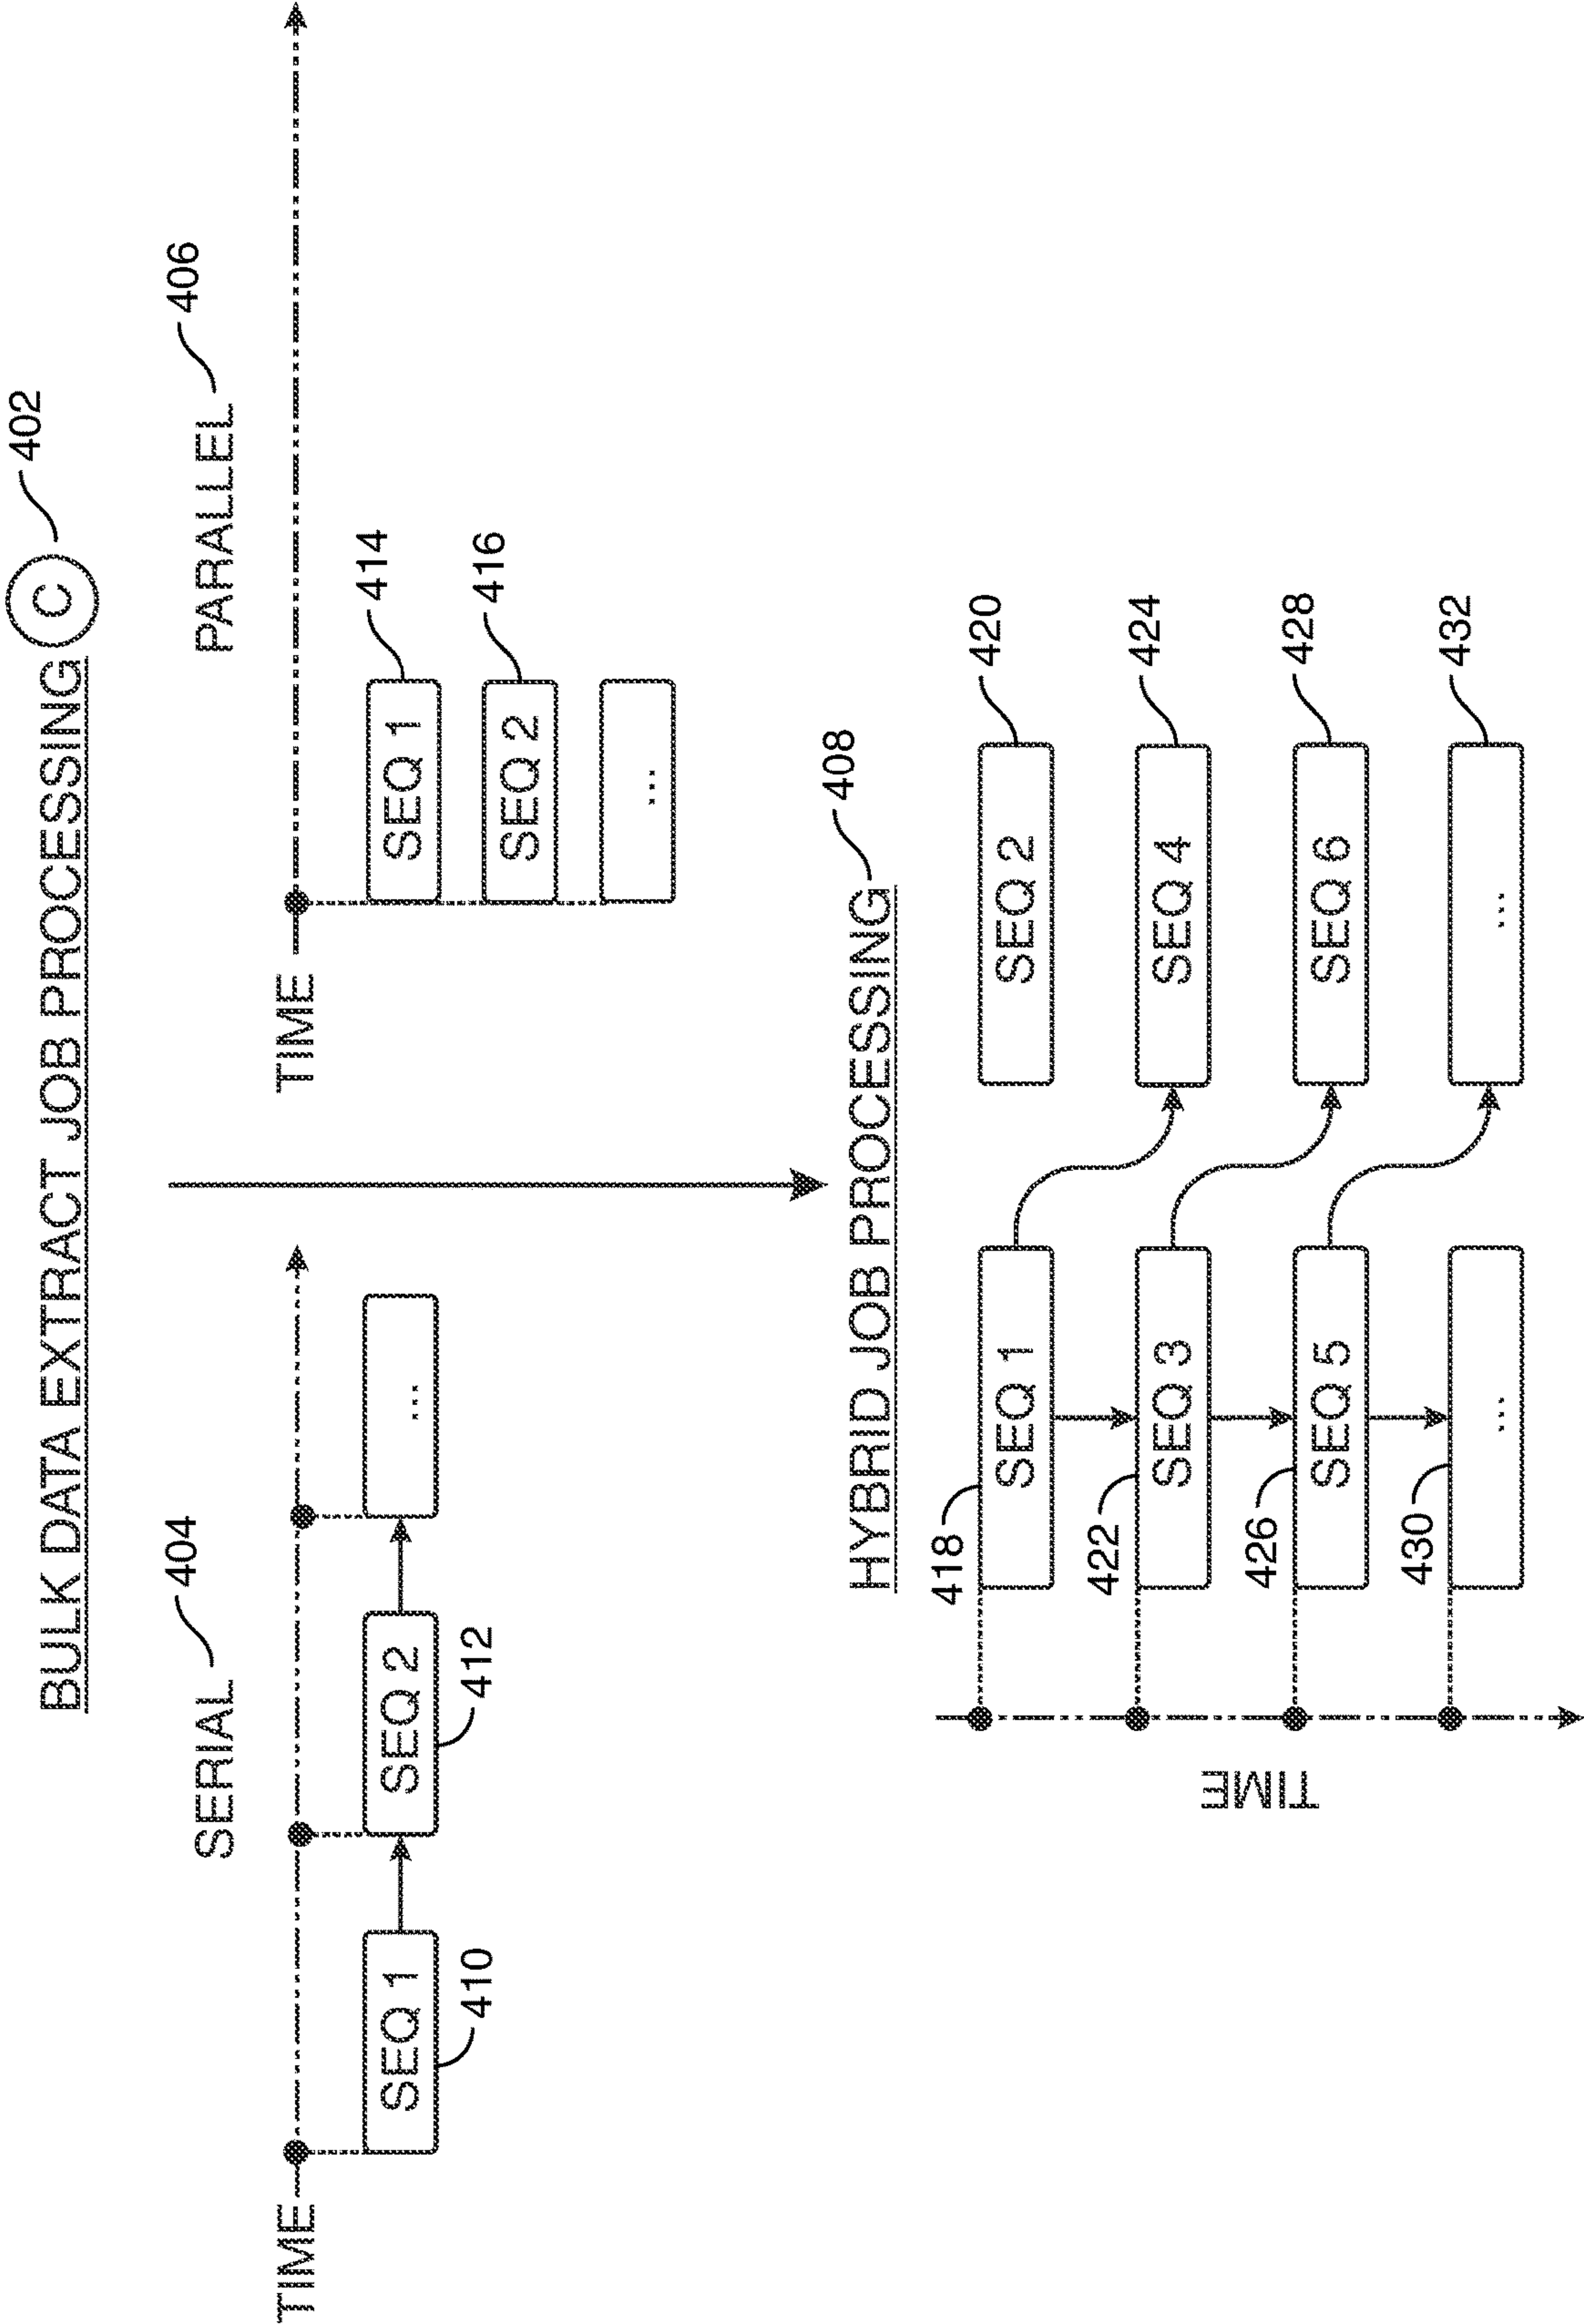 BULK DATA EXTRACT JOB PROCESSING C 402
SERIAL 404
PARALLEL 406
TIME
SEQ 1
SEQ 2
...
410
412
TIME
SEQ 1
414
SEQ 2
416
...
HYBRID JOB PROCESSING 408
TIME
418
SEQ 1
SEQ 2
420
422
SEQ 3
SEQ 4
424
426
SEQ 5
SEQ 6
428
430
...
...
432